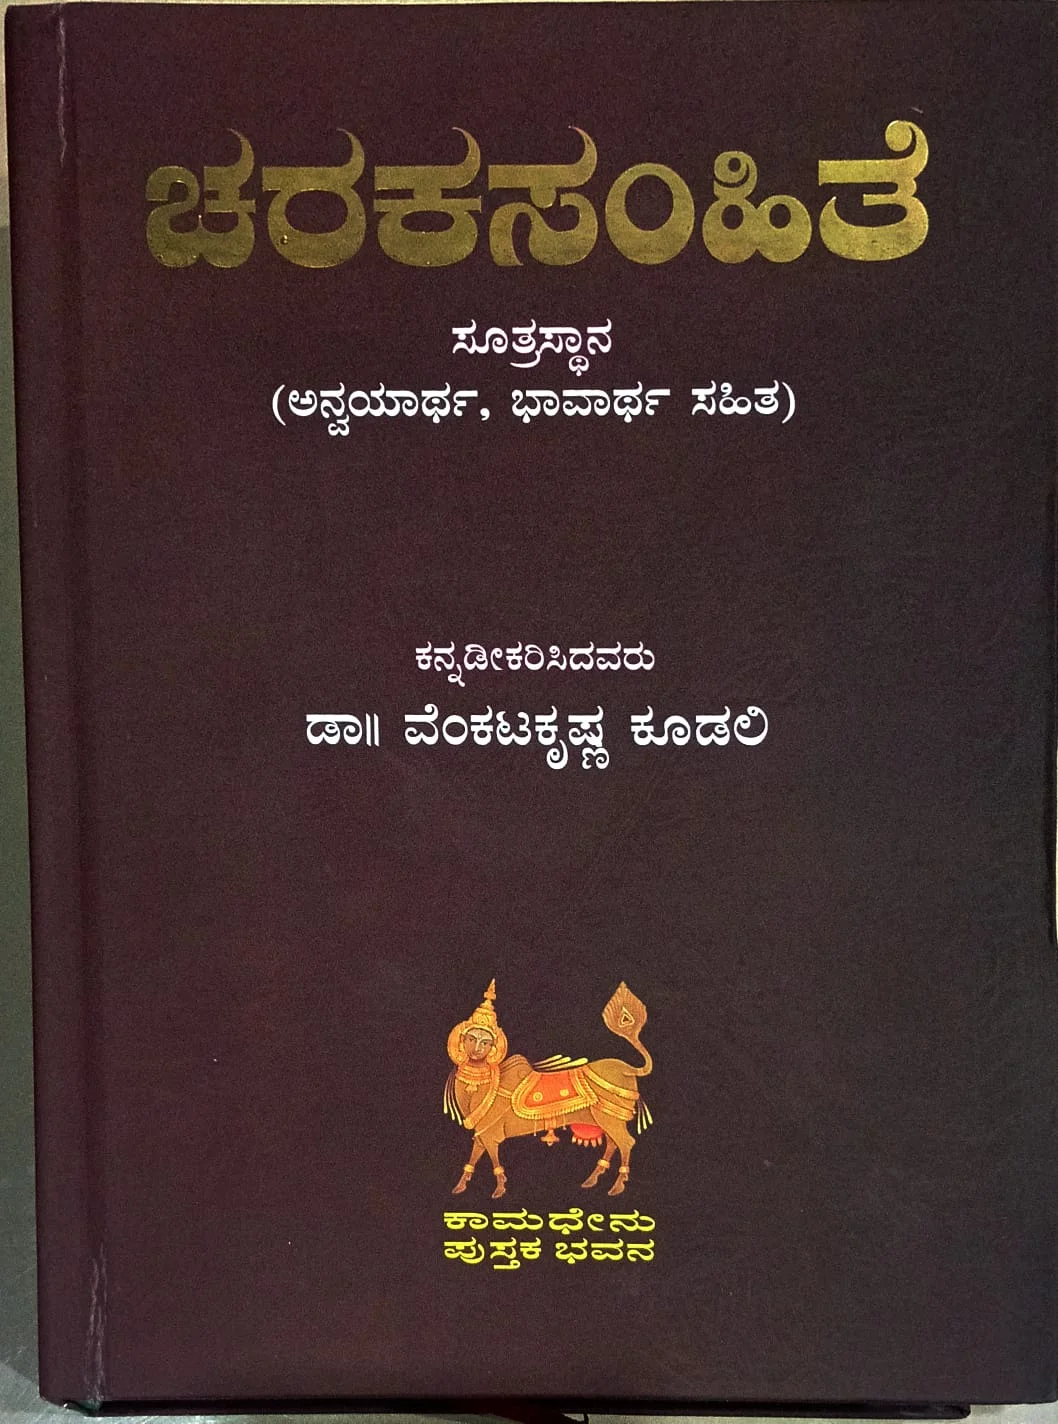 ಚರಕಸಂಹಿತೆ
ಸೂತ್ರಸ್ಥಾನ
(ಅನ್ವಯಾರ್ಥ, ಭಾವಾರ್ಥ ಸಹಿತ)
ಕನ್ನಡೀಕರಿಸಿದವರು
ಡಾ॥ ವೆಂಕಟಕೃಷ್ಣ ಕೂಡಲಿ
ಕಾಮಧೇನು
ಪುಸ್ತಕ ಭವನ